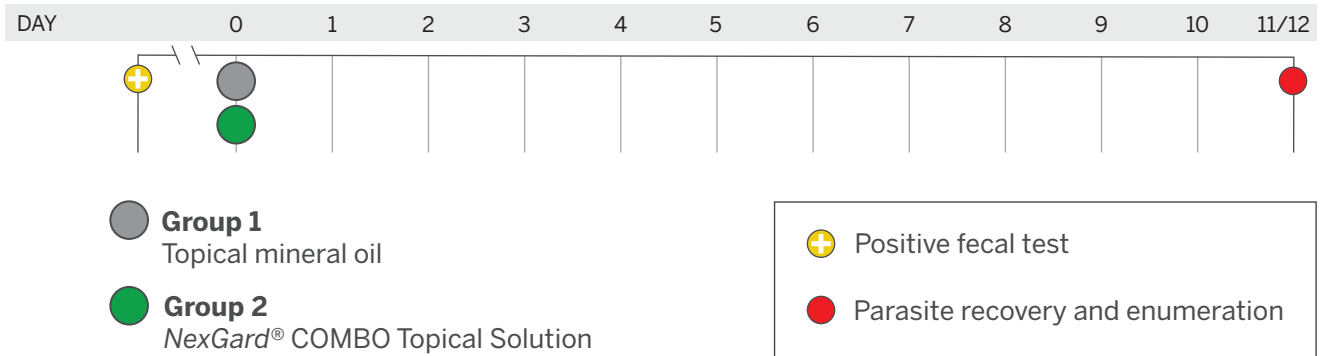 DAY 0 1 2 3 4 5 6 7 8 9 10 11/12
Group 1
Topical mineral oil
Group 2
NexGard® COMBO Topical Solution
Positive fecal test
Parasite recovery and enumeration